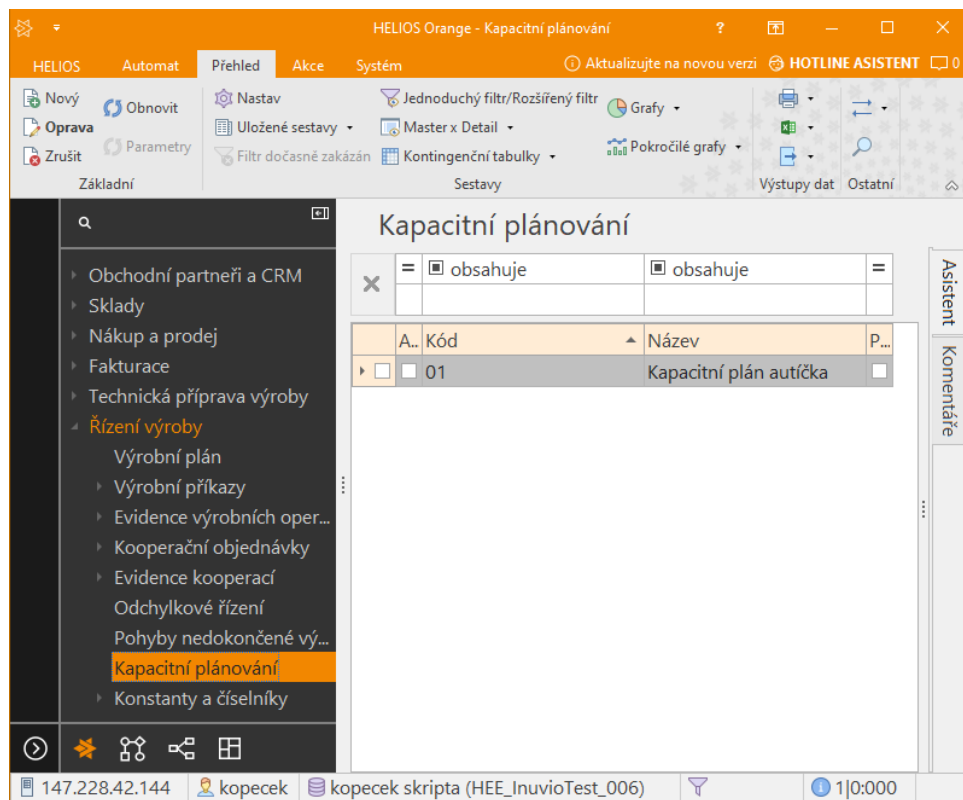 HELIOS Orange - Kapacitní plánování ?
HELIOS Automat Přehled Akce Systém Aktualizujte na novou verzi HOTLINE ASISTENT 0
Nový Obnovit Nastav Jednoduchý filtr/Rozšířený filtr Grafy
Oprava Uložené sestavy Master x Detail
Zrušit Parametry Filtr dočasně zakázán Kontingenční tabulky Pokročilé grafy
Základní Sestavy Výstupy dat Ostatní
Kapacitní plánování
Obchodní partneři a CRM
Sklady
Nákup a prodej
Fakturace
Technická příprava výroby
Řízení výroby
Výrobní plán
Výrobní příkazy
Evidence výrobních oper...
Kooperační objednávky
Evidence kooperací
Odchylkové řízení
Pohyby nedokončené vý...
Kapacitní plánování
Konstanty a číselníky
= obsahuje obsahuje =
A.. Kód Název P...
01 Kapacitní plán autíčka
Asistent
Komentáře
147.228.42.144 kopecek kopecek skripta (HEE_InuvioTest_006) 1|0:000